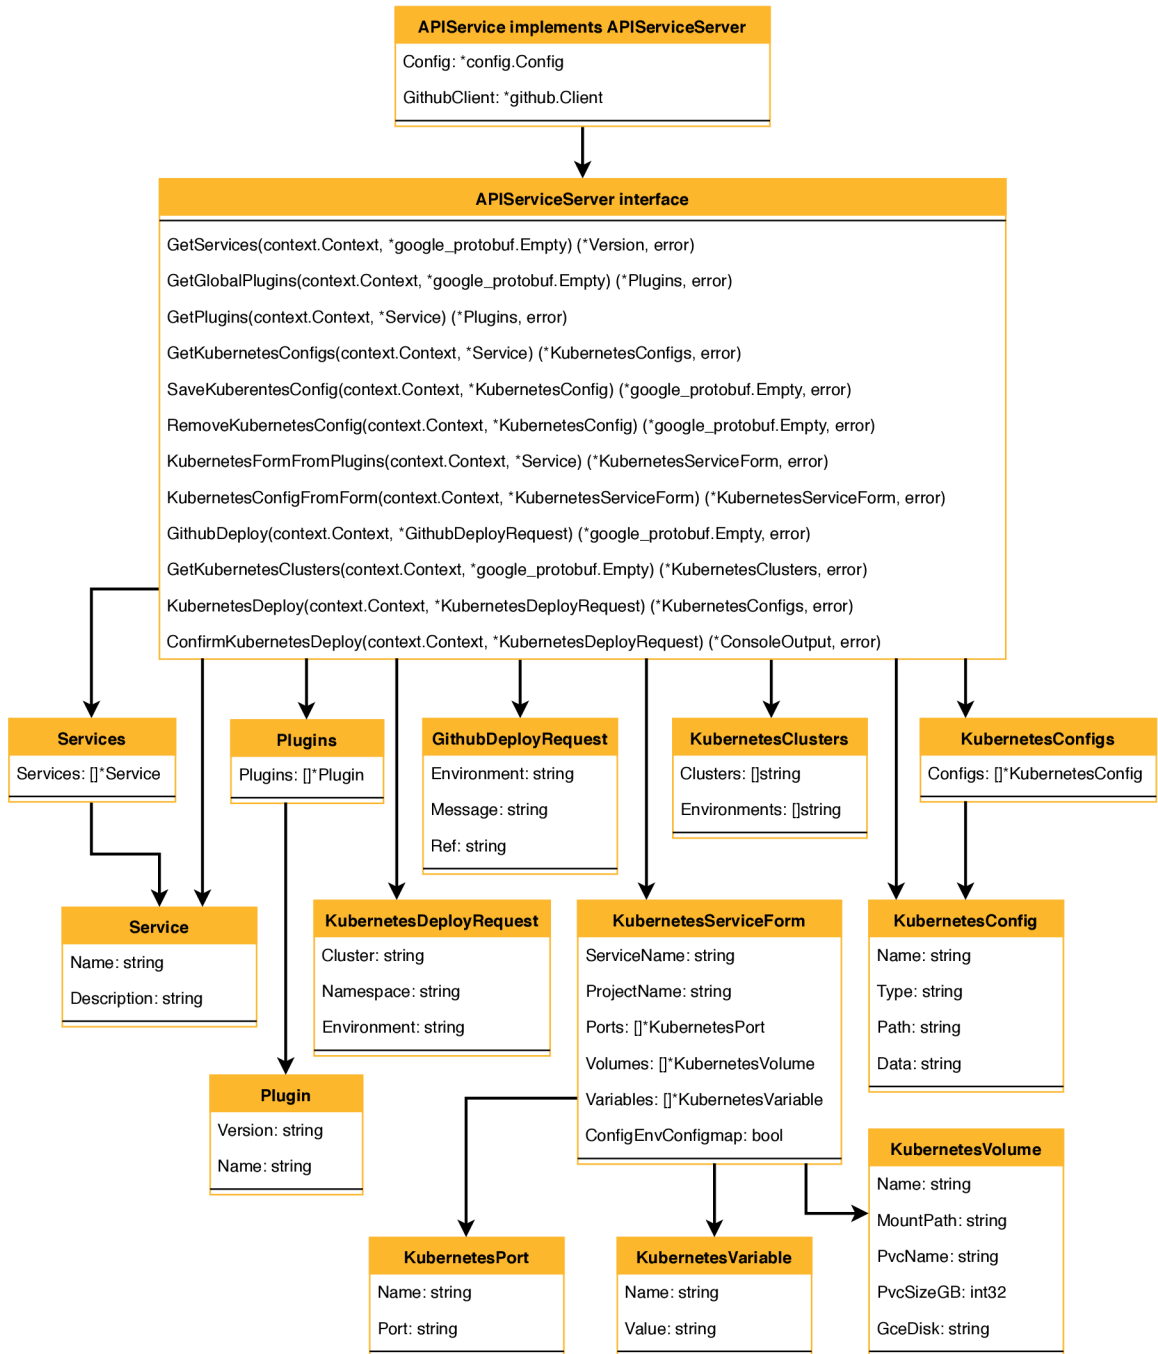 APIService implements APIServiceServer
Config: *config.Config
GithubClient: *github.Client
APIServiceServer interface
GetServices(context.Context, *google_protobuf.Empty) (*Version, error)
GetGlobalPlugins(context.Context, *google_protobuf.Empty) (*Plugins, error)
GetPlugins(context.Context, *Service) (*Plugins, error)
GetKubernetesConfigs(context.Context, *Service) (*KubernetesConfigs, error)
SaveKuberentesConfig(context.Context, *KubernetesConfig) (*google_protobuf.Empty, error)
RemoveKubernetesConfig(context.Context, *KubernetesConfig) (*google_protobuf.Empty, error)
KubernetesFormFromPlugins(context.Context, *Service) (*KubernetesServiceForm, error)
KubernetesConfigFromForm(context.Context, *KubernetesServiceForm) (*KubernetesServiceForm, error)
GithubDeploy(context.Context, *GithubDeployRequest) (*google_protobuf.Empty, error)
GetKubernetesClusters(context.Context, *google_protobuf.Empty) (*KubernetesClusters, error)
KubernetesDeploy(context.Context, *KubernetesDeployRequest) (*KubernetesConfigs, error)
ConfirmKubernetesDeploy(context.Context, *KubernetesDeployRequest) (*ConsoleOutput, error)
Services
Services: []*Service
Plugins
Plugins: []*Plugin
GithubDeployRequest
Environment: string
Message: string
Ref: string
KubernetesClusters
Clusters: []string
Environments: []string
KubernetesConfigs
Configs: []*KubernetesConfig
Service
Name: string
Description: string
KubernetesDeployRequest
Cluster: string
Namespace: string
Environment: string
KubernetesServiceForm
ServiceName: string
ProjectName: string
Ports: []*KubernetesPort
Volumes: []*KubernetesVolume
Variables: []*KubernetesVariable
ConfigEnvConfigmap: bool
KubernetesConfig
Name: string
Type: string
Path: string
Data: string
Plugin
Version: string
Name: string
KubernetesPort
Name: string
Port: string
KubernetesVariable
Name: string
Value: string
KubernetesVolume
Name: string
MountPath: string
PvcName: string
PvcSizeGB: int32
GceDisk: string